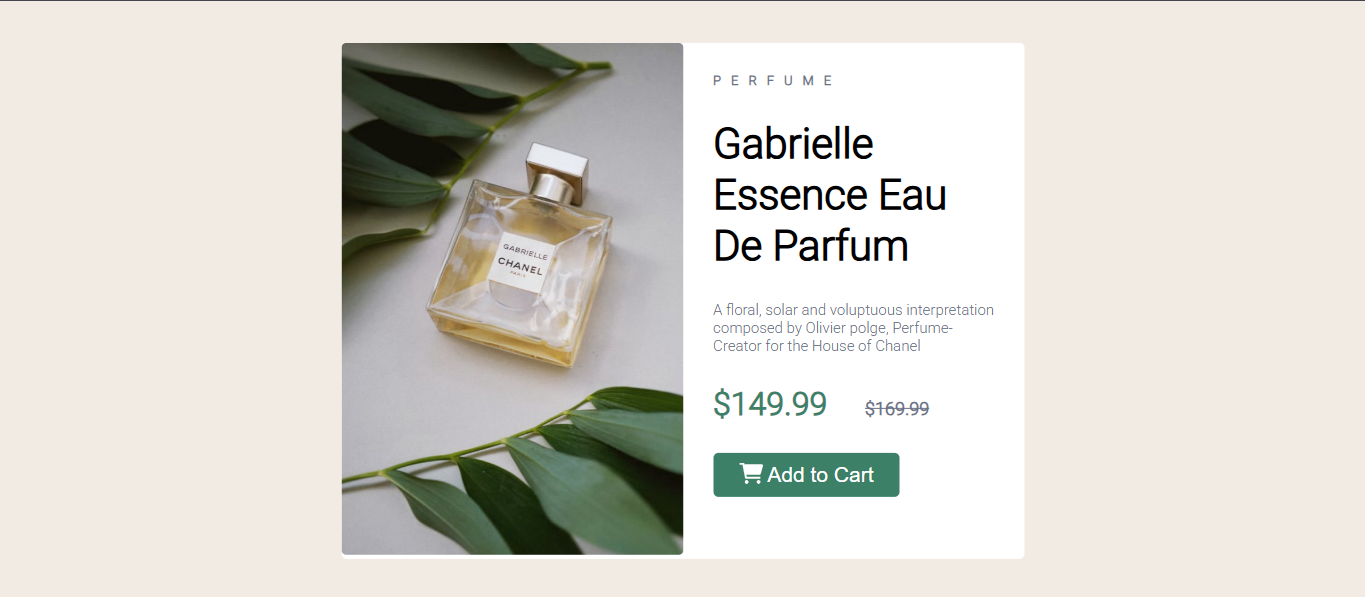 GABRIELLE
CHANEL
PARIS
PERFUME
Gabrielle
Essence Eau
De Parfum
A floral, solar and voluptuous interpretation
composed by Olivier polge, Perfume-
Creator for the House of Chanel
$149.99 $169.99
Add to Cart